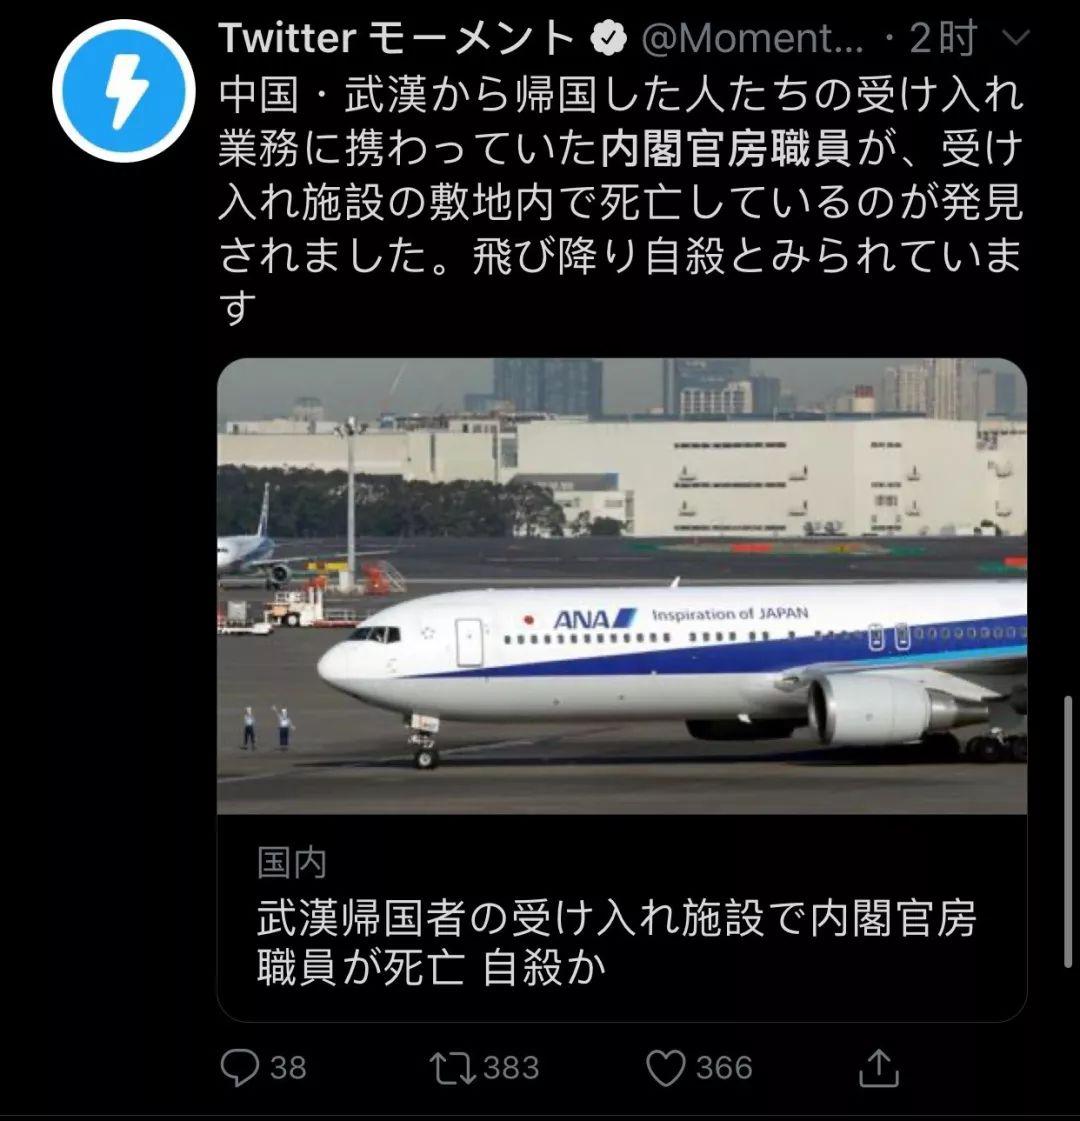 Twitter モーメント @Moment... · 2时
中国・武漢から帰国した人たちの受け入れ
業務に携わっていた内閣官房職員が、受け
入れ施設の敷地内で死亡しているのが発見
されました。飛び降り自殺とみられていま
す
ANA Inspiration of JAPAN
国内
武漢帰国者の受け入れ施設で内閣官房
職員が死亡 自殺か
38 383 366